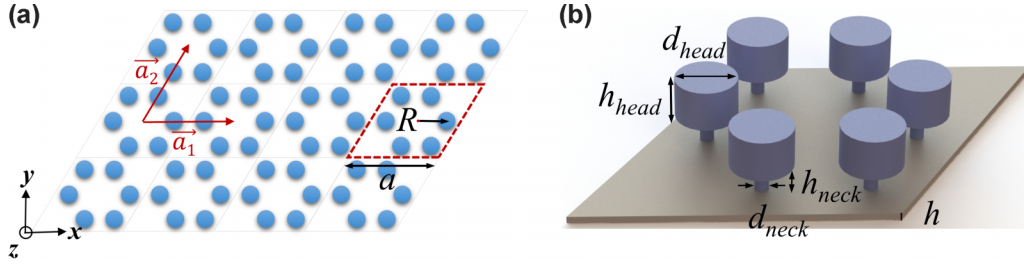 (a)
a₂
a₁
R
a
y
x
z
(b)
d_head
h_head
h_neck
d_neck
h